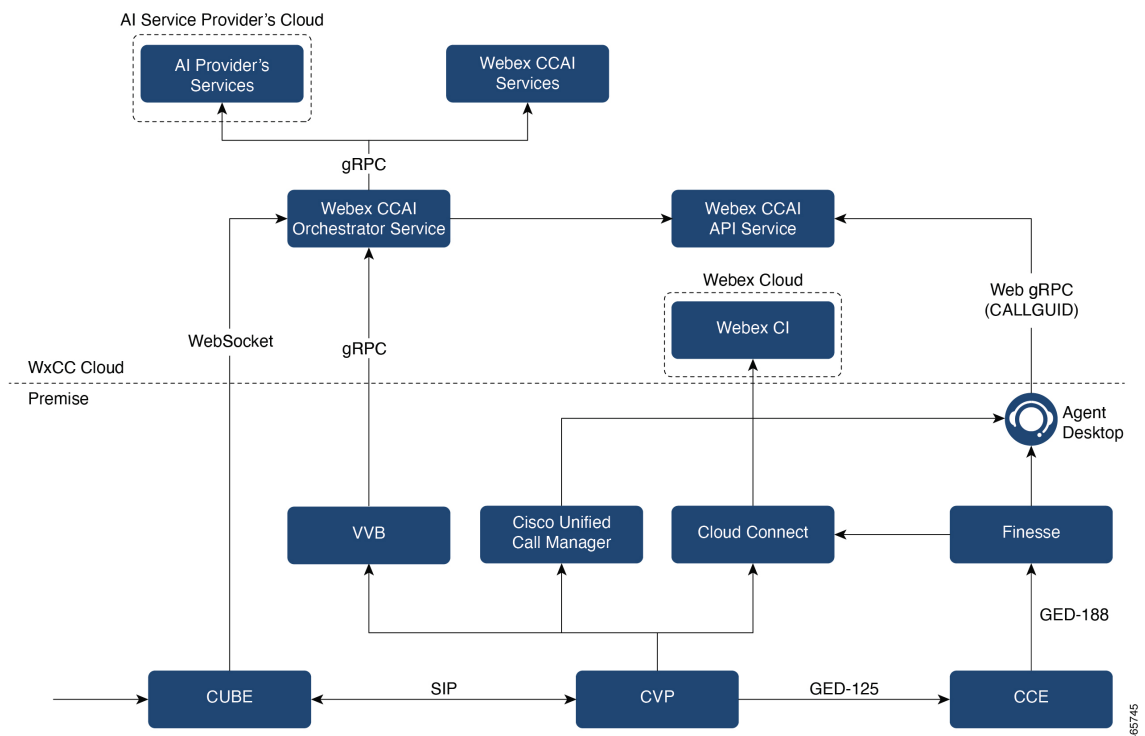 AI Service Provider's Cloud
AI Provider's
Services
Webex CCAI
Services
gRPC
Webex CCAI
Orchestrator Service
Webex CCAI
API Service
Webex Cloud
Webex CI
Web gRPC
(CALLGUID)
WebSocket
gRPC
WxCC Cloud
Premise
Agent
Desktop
VVB
Cisco Unified
Call Manager
Cloud Connect
Finesse
GED-188
CUBE
SIP
CVP
GED-125
CCE
65745